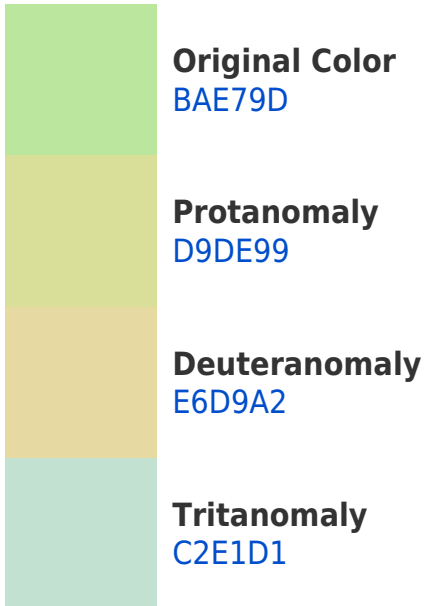 Original Color
BAE79D
Protanomaly
D9DE99
Deuteranomaly
E6D9A2
Tritanomaly
C2E1D1